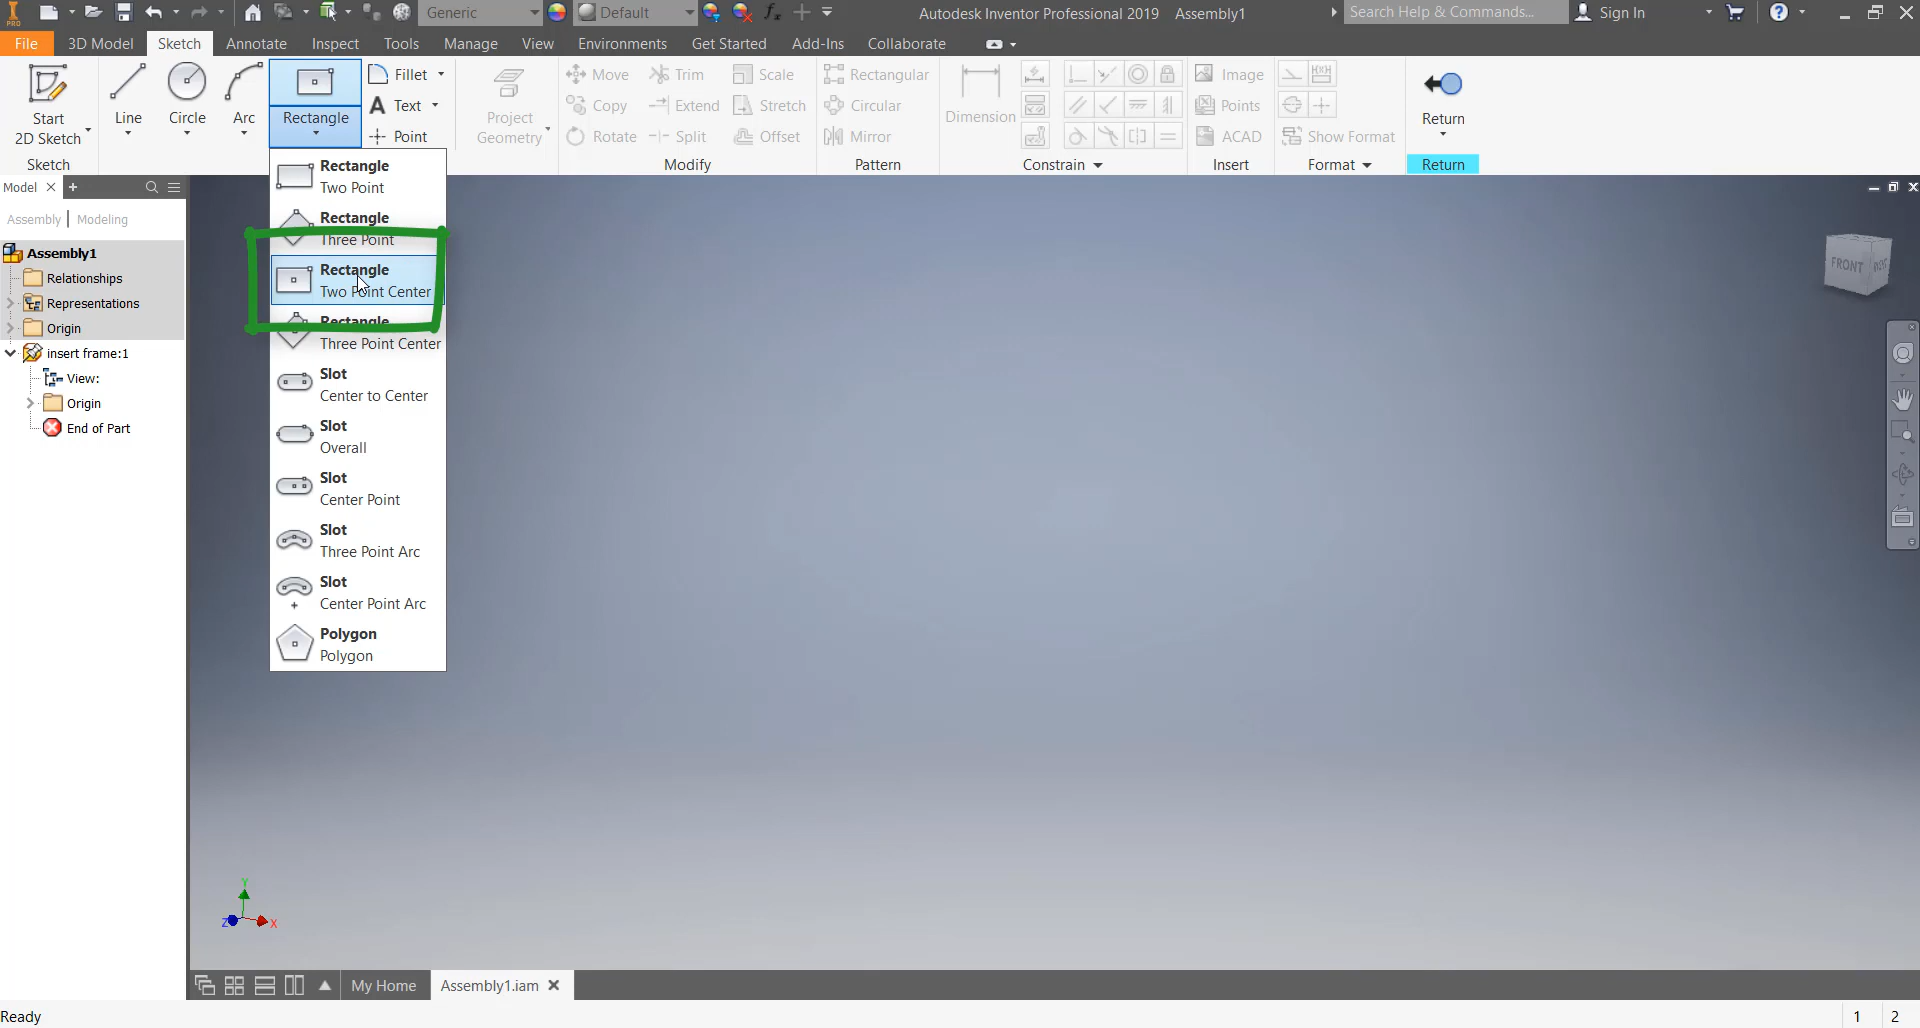 PRO
Generic
Default
Autodesk Inventor Professional 2019 Assembly1
Search Help & Commands...
Sign In
File 3D Model Sketch Annotate Inspect Tools Manage View Environments Get Started Add-Ins Collaborate
Start
2D Sketch
Line
Circle
Arc
Rectangle
Fillet
Text
Point
Project
Geometry
Move
Copy
Rotate
Trim
Extend
Split
Scale
Stretch
Offset
Rectangular
Circular
Mirror
Dimension
Image
Points
ACAD
Show Format
Return
Sketch
Modify
Pattern
Constrain
Insert
Format
Return
Model
Assembly | Modeling
Assembly1
Relationships
Representations
Origin
insert frame:1
View:
Origin
End of Part
Rectangle
Two Point
Rectangle
Three Point
Rectangle
Two Point Center
Rectangle
Three Point Center
Slot
Center to Center
Slot
Overall
Slot
Center Point
Slot
Three Point Arc
Slot
Center Point Arc
Polygon
Polygon
FRONT
Y
Z
X
My Home
Assembly1.iam
Ready
1
2